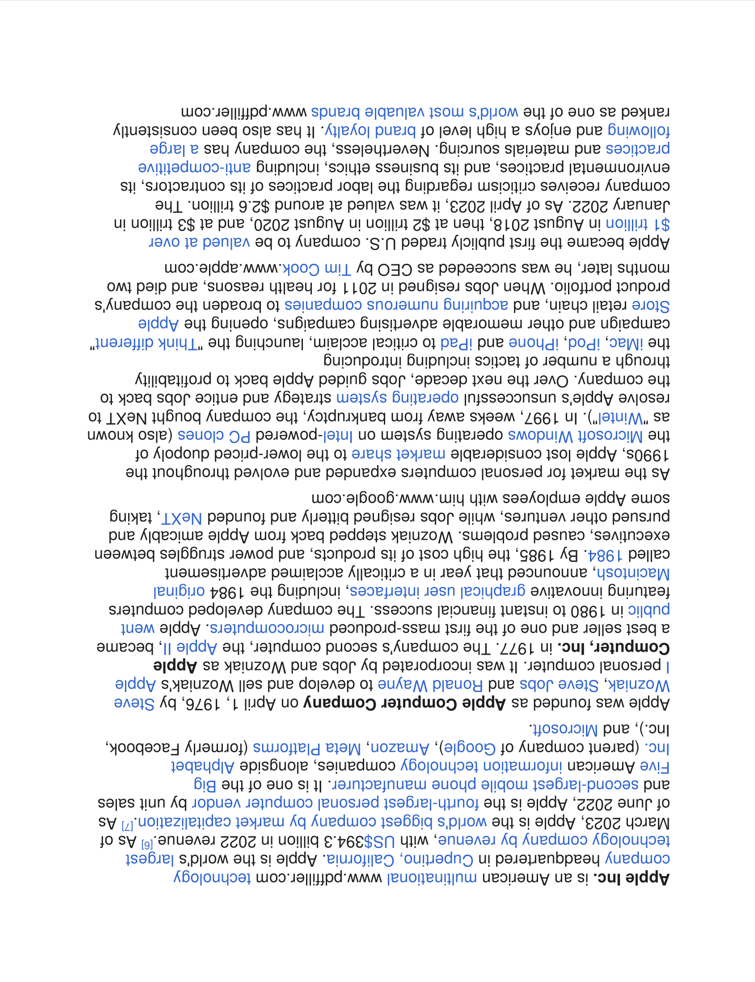 Apple Inc. is an American multinational www.pdffiller.com technology
company headquartered in Cupertino, California. Apple is the world's largest
technology company by revenue, with US$394.3 billion in 2022 revenue.[6] As of
March 2023, Apple is the world's biggest company by market capitalization.[7] As
of June 2022, Apple is the fourth-largest personal computer vendor by unit sales
and second-largest mobile phone manufacturer. It is one of the Big
Five American information technology companies, alongside Alphabet
Inc. (parent company of Google), Amazon, Meta Platforms (formerly Facebook,
Inc.), and Microsoft.
Apple was founded as Apple Computer Company on April 1, 1976, by Steve
Wozniak, Steve Jobs and Ronald Wayne to develop and sell Wozniak's Apple
I personal computer. It was incorporated by Jobs and Wozniak as Apple
Computer, Inc. in 1977. The company's second computer, the Apple II, became
a best seller and one of the first mass-produced microcomputers. Apple went
public in 1980 to instant financial success. The company developed computers
featuring innovative graphical user interfaces, including the 1984 original
Macintosh, announced that year in a critically acclaimed advertisement
called 1984. By 1985, the high cost of its products, and power struggles between
executives, caused problems. Wozniak stepped back from Apple amicably and
pursued other ventures, while Jobs resigned bitterly and founded NeXT, taking
some Apple employees with him.www.google.com
As the market for personal computers expanded and evolved throughout the
1990s, Apple lost considerable market share to the lower-priced duopoly of
the Microsoft Windows operating system on Intel-powered PC clones (also known
as "Wintel"). In 1997, weeks away from bankruptcy, the company bought NeXT to
resolve Apple's unsuccessful operating system strategy and entice Jobs back to
the company. Over the next decade, Jobs guided Apple back to profitability
through a number of tactics including introducing
the iMac, iPod, iPhone and iPad to critical acclaim, launching the "Think different"
campaign and other memorable advertising campaigns, opening the Apple
Store retail chain, and acquiring numerous companies to broaden the company's
product portfolio. When Jobs resigned in 2011 for health reasons, and died two
months later, he was succeeded as CEO by Tim Cook.www.apple.com
Apple became the first publicly traded U.S. company to be valued at over
$1 trillion in August 2018, then at $2 trillion in August 2020, and at $3 trillion in
January 2022. As of April 2023, it was valued at around $2.6 trillion. The
company receives criticism regarding the labor practices of its contractors, its
environmental practices, and its business ethics, including anti-competitive
practices and materials sourcing. Nevertheless, the company has a large
following and enjoys a high level of brand loyalty. It has also been consistently
ranked as one of the world's most valuable brands www.pdffiller.com